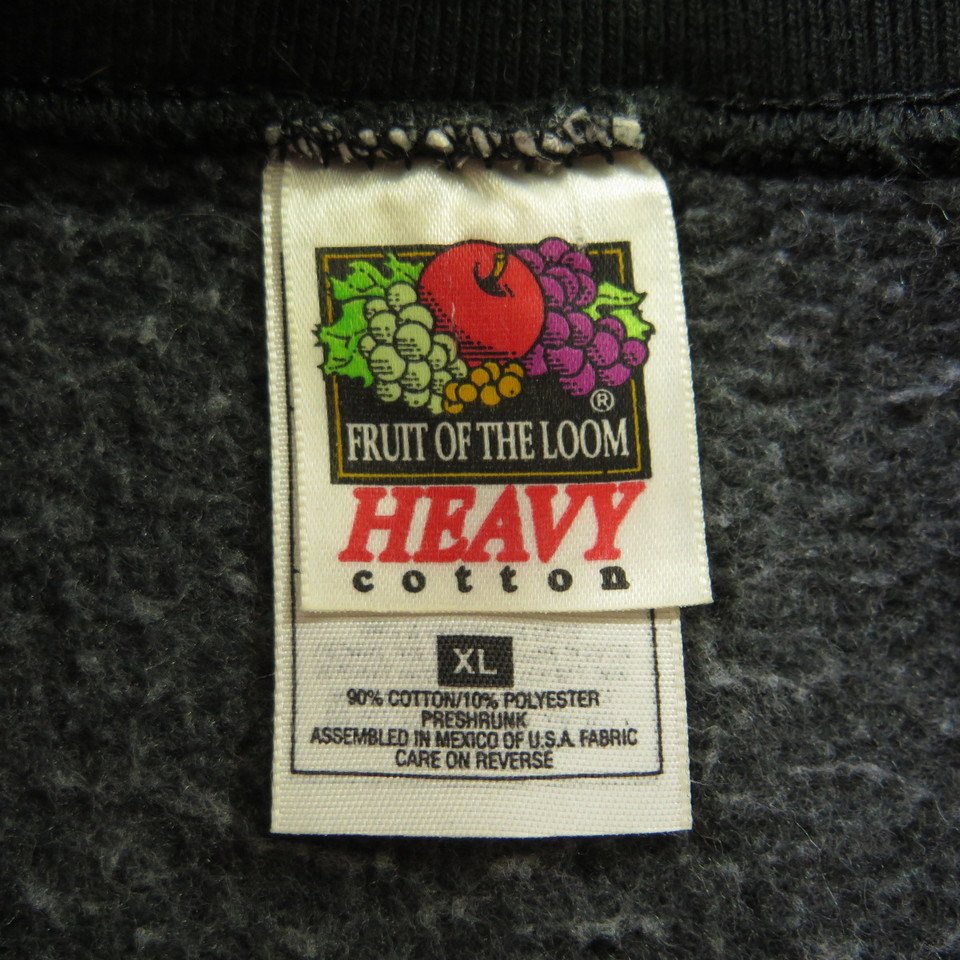 ®
FRUIT OF THE LOOM
HEAVY
cotton
XL
90% COTTON/10% POLYESTER
PRESHRUNK
ASSEMBLED IN MEXICO OF U.S.A. FABRIC
CARE ON REVERSE